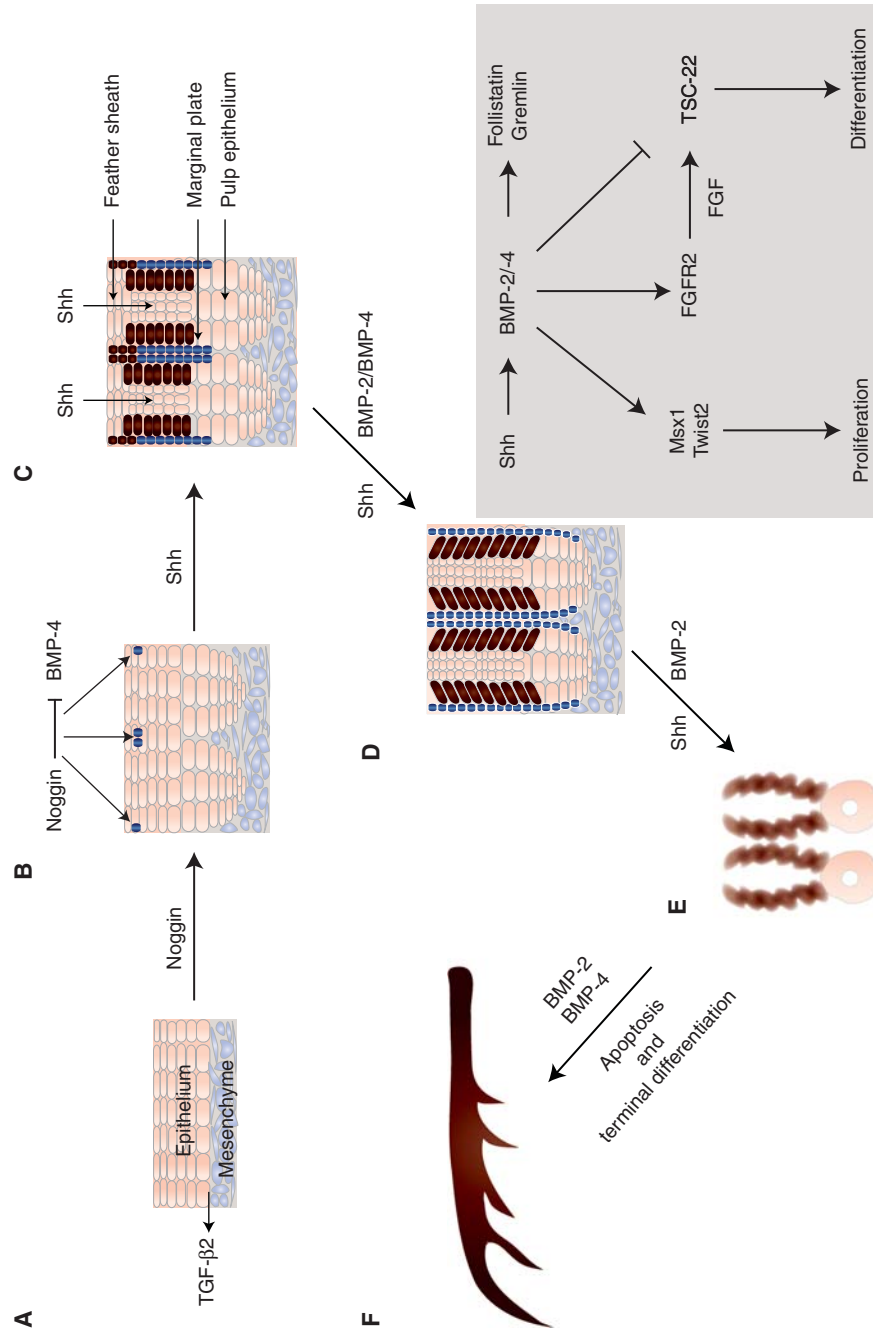 A
TGF-β2
Epithelium
Mesenchyme
Noggin
B
Noggin
BMP-4
Shh
C
Shh
Shh
Feather sheath
Marginal plate
Pulp epithelium
Shh
BMP-2/BMP-4
D
Shh
BMP-2
E
BMP-2
BMP-4
Apoptosis
and
terminal differentiation
F
Shh
BMP-2/-4
Follistatin
Gremlin
Msx1
Twist2
FGFR2
FGF
TSC-22
Proliferation
Differentiation